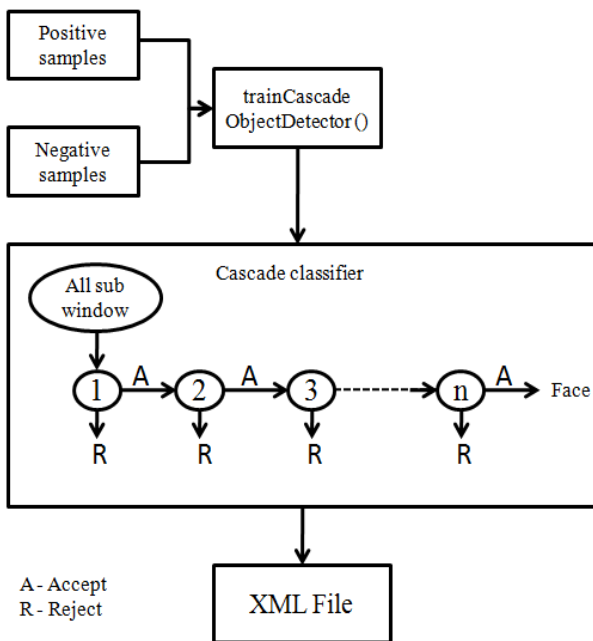 Positive
samples
Negative
samples
trainCascade
ObjectDetector()
Cascade classifier
All sub
window
1 A 2 A 3 n A Face
R R R R
A - Accept
R - Reject
XML File